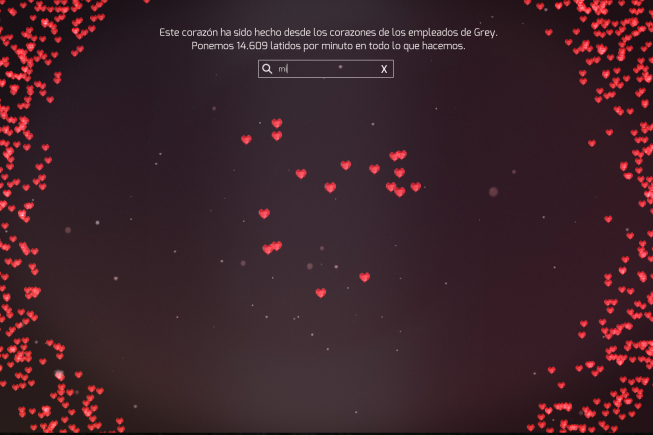 Este corazón ha sido hecho desde los corazones de los empleados de Grey.
Ponemos 14.609 latidos por minuto en todo lo que hacemos.
mi X